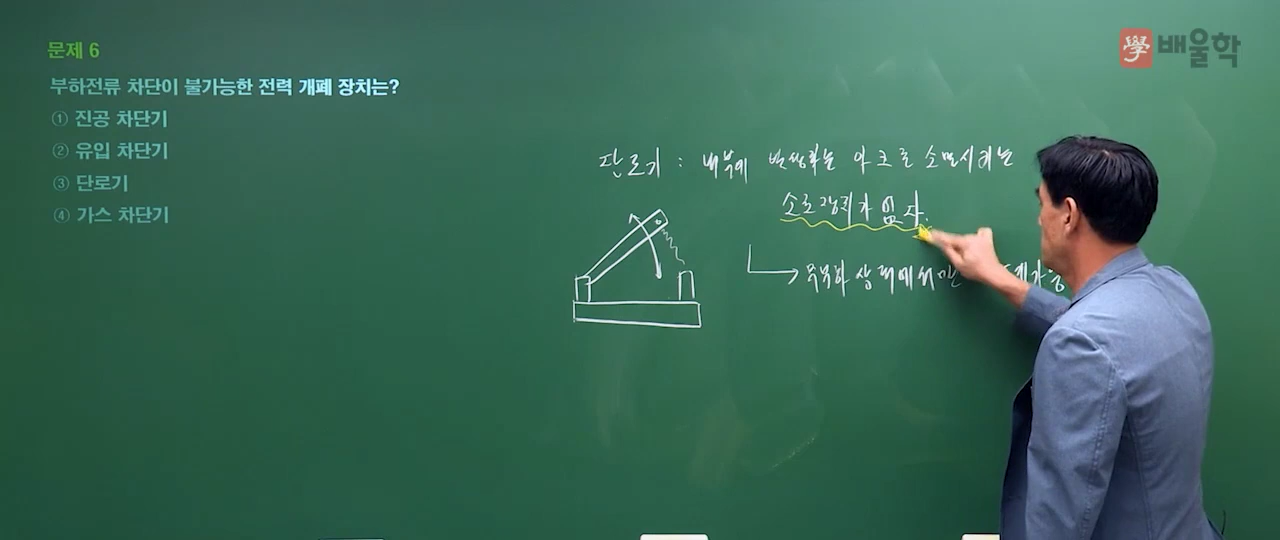 學 배울학
문제 6
부하전류 차단이 불가능한 전력 개폐 장치는?
① 진공 차단기
② 유입 차단기
③ 단로기
④ 가스 차단기
단로기 : 내부에 발생하는 아크를 소멸시키는
소호장치가 없다.
무부하 상태에서만